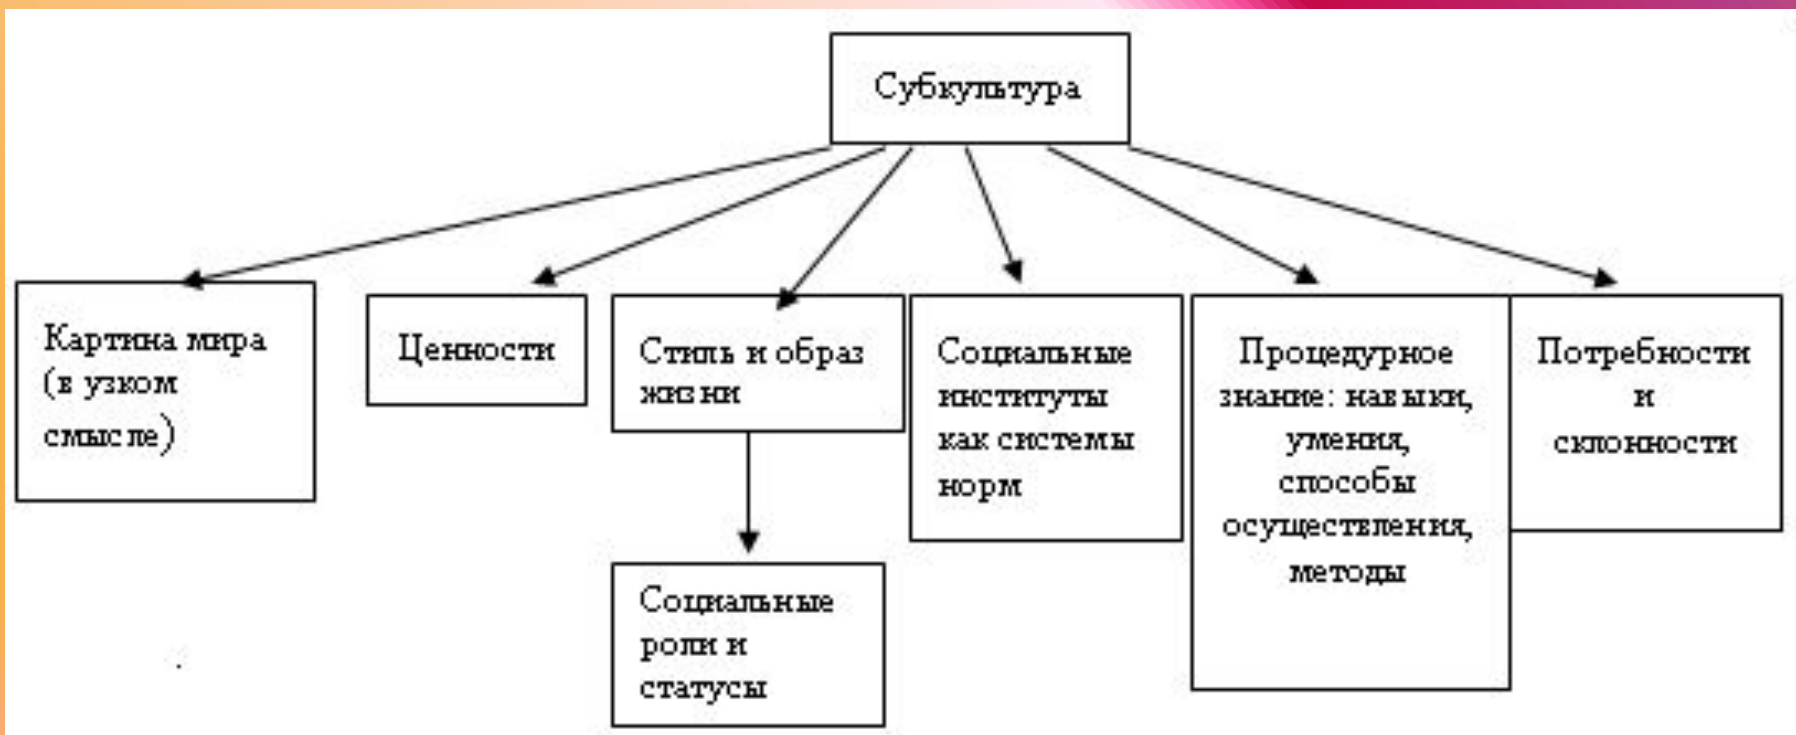 Субкультура
Картина мира
(в узком
смысле)
Ценности
Стиль и образ
жизни
Социальные
институты
как системы
норм
Процедурное
знание: навыки,
умения,
способы
осуществления,
методы
Потребности
и
склонности
Социальные
роли и
статусы